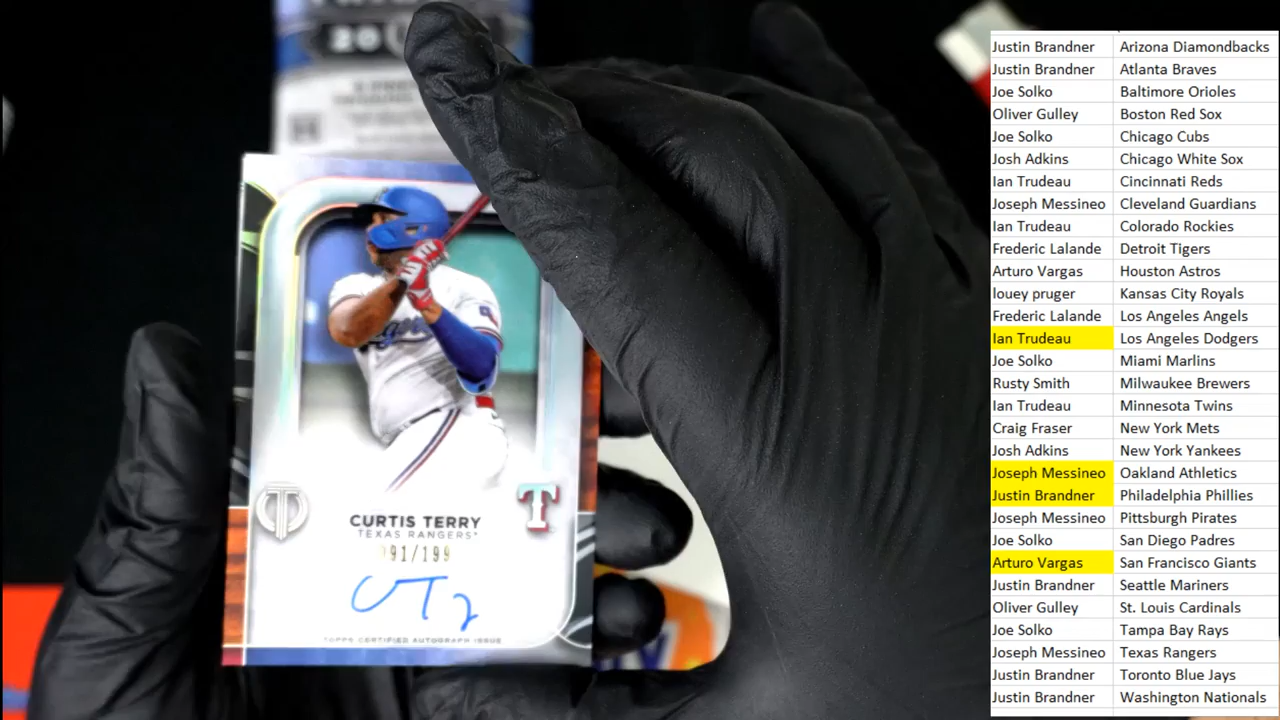 20
CURTIS TERRY
TEXAS RANGERS
91/199
TOPPS CERTIFIED AUTOGRAPH ISSUE
Justin Brandner Arizona Diamondbacks
Justin Brandner Atlanta Braves
Joe Solko Baltimore Orioles
Oliver Gulley Boston Red Sox
Joe Solko Chicago Cubs
Josh Adkins Chicago White Sox
Ian Trudeau Cincinnati Reds
Joseph Messineo Cleveland Guardians
Ian Trudeau Colorado Rockies
Frederic Lalande Detroit Tigers
Arturo Vargas Houston Astros
louey pruger Kansas City Royals
Frederic Lalande Los Angeles Angels
Ian Trudeau Los Angeles Dodgers
Joe Solko Miami Marlins
Rusty Smith Milwaukee Brewers
Ian Trudeau Minnesota Twins
Craig Fraser New York Mets
Josh Adkins New York Yankees
Joseph Messineo Oakland Athletics
Justin Brandner Philadelphia Phillies
Joseph Messineo Pittsburgh Pirates
Joe Solko San Diego Padres
Arturo Vargas San Francisco Giants
Justin Brandner Seattle Mariners
Oliver Gulley St. Louis Cardinals
Joe Solko Tampa Bay Rays
Joseph Messineo Texas Rangers
Justin Brandner Toronto Blue Jays
Justin Brandner Washington Nationals